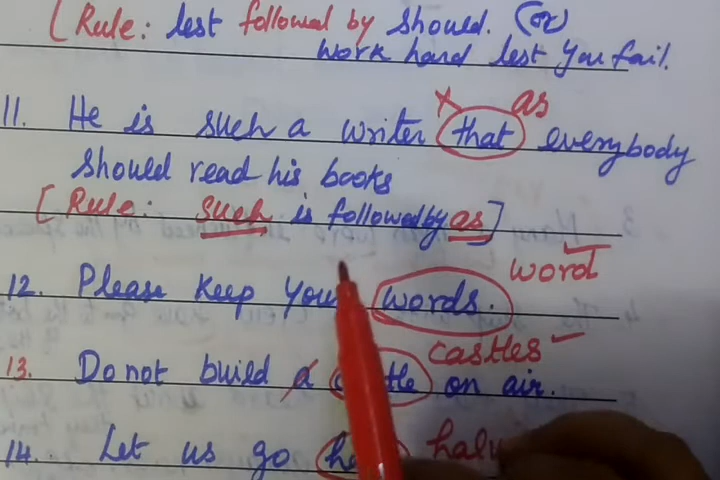 [Rule: lest followed by should. (or)
work hard lest you fail.
x as
11. He is such a writer that everybody
should read his books
[Rule: such is followed by as]
word
12. Please keep your words.
castles
13. Do not build a castle on air.
14. Let us go